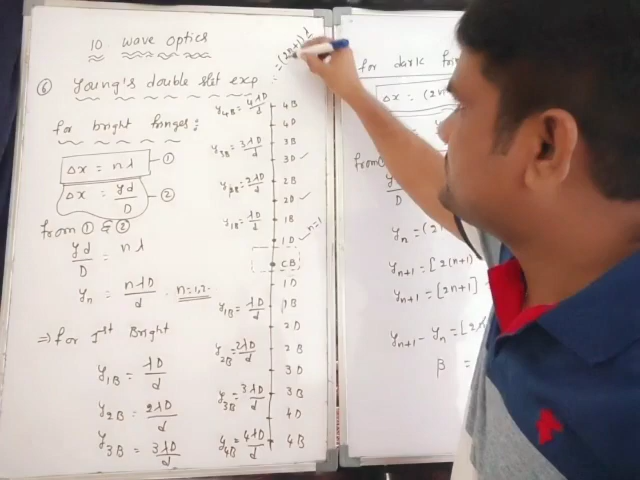 10. Wave Optics
⑥ Young's double slit exp
for bright fringes:
Δx = nλ ①
Δx = yd/D ②
from ① & ②
yd/D = nλ
yₙ = nλD/d . n=1,2..
⇒ for Ist Bright
y1B = λD/d
y2B = 2λD/d
y3B = 3λD/d
y4B = 4λD/d 4B
4D
y3B = 3λD/d 3B
3D ✓
y2B = 2λD/d 2B
2D ✓
y1B = λD/d 1B
1D ✓ n=1
CB
1D
y1B = λD/d 1B
2D
y2B = 2λD/d 2B
3D
y3B = 3λD/d 3B
4D
y4B = 4λD/d 4B
for dark
Δx = (2n
from
y
D
yₙ = (2
yₙ₊₁ = [2(n+1)
yₙ₊₁ = [2n+1]
yₙ₊₁ - yₙ = [2
β =